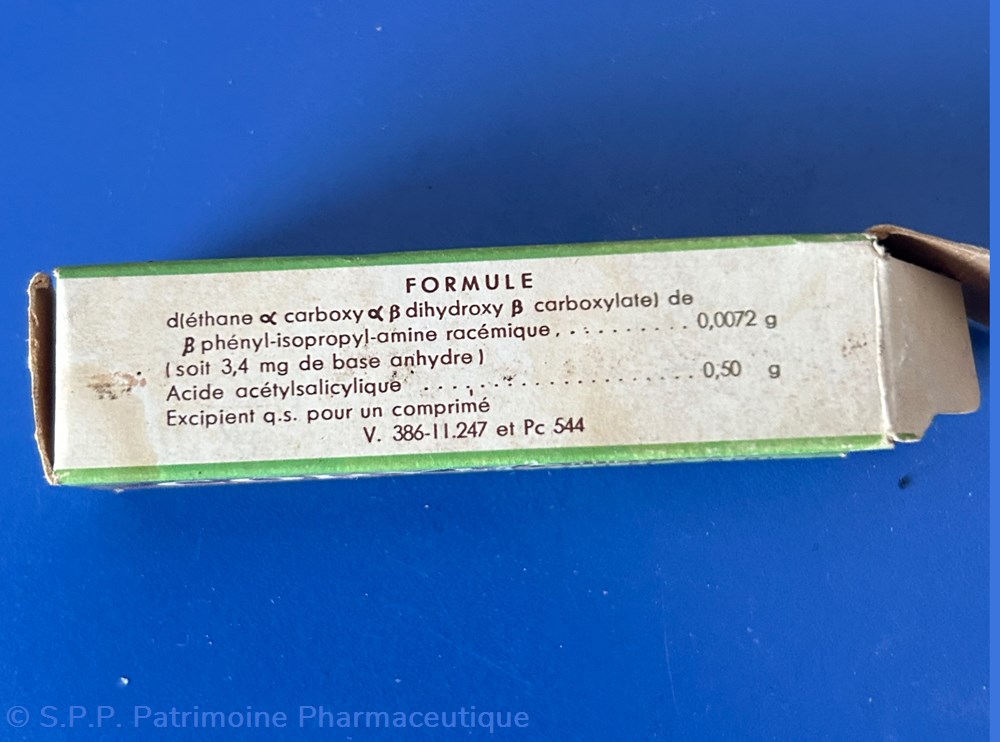 FORMULE
d(éthane α carboxy α β dihydroxy β carboxylate) de
β phényl-isopropyl-amine racémique, . . . . . . . . . . 0,0072 g
(soit 3,4 mg de base anhydre)
Acide acétylsalicylique . . . . . . . . . . . . . . . . . . . . . . 0,50 g
Excipient q.s. pour un comprimé
V. 386-11.247 et Pc 544
© S.P.P. Patrimoine Pharmaceutique